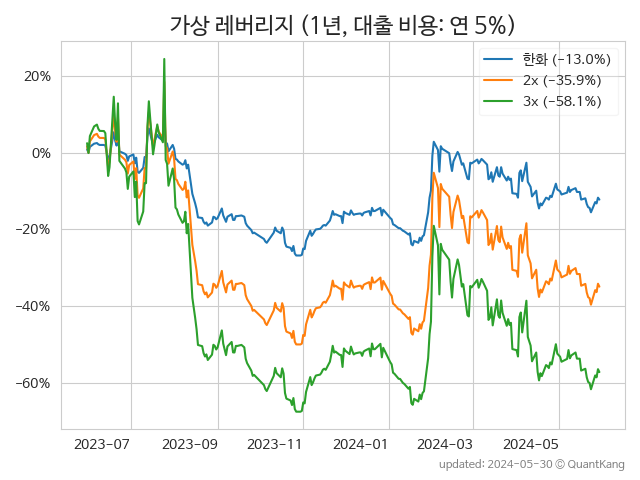 가상 레버리지 (1년, 대출 비용: 연 5%)
한화 (−13.0%)
2x (−35.9%)
3x (−58.1%)
20%
0%
−20%
−40%
−60%
2023-07
2023-09
2023-11
2024-01
2024-03
2024-05
updated: 2024-05-30 © QuantKang